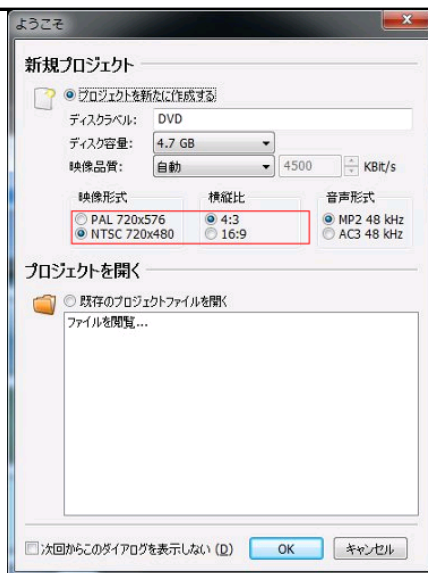 ようこそ
新規プロジェクト
プロジェクトを新たに作成する
ディスクラベル: DVD
ディスク容量: 4.7 GB
映像品質: 自動 4500 KBit/s
映像形式 横縦比 音声形式
PAL 720x576 4:3 MP2 48 kHz
NTSC 720x480 16:9 AC3 48 kHz
プロジェクトを開く
既存のプロジェクトファイルを開く
ファイルを閲覧...
次回からこのダイアログを表示しない (D) OK キャンセル